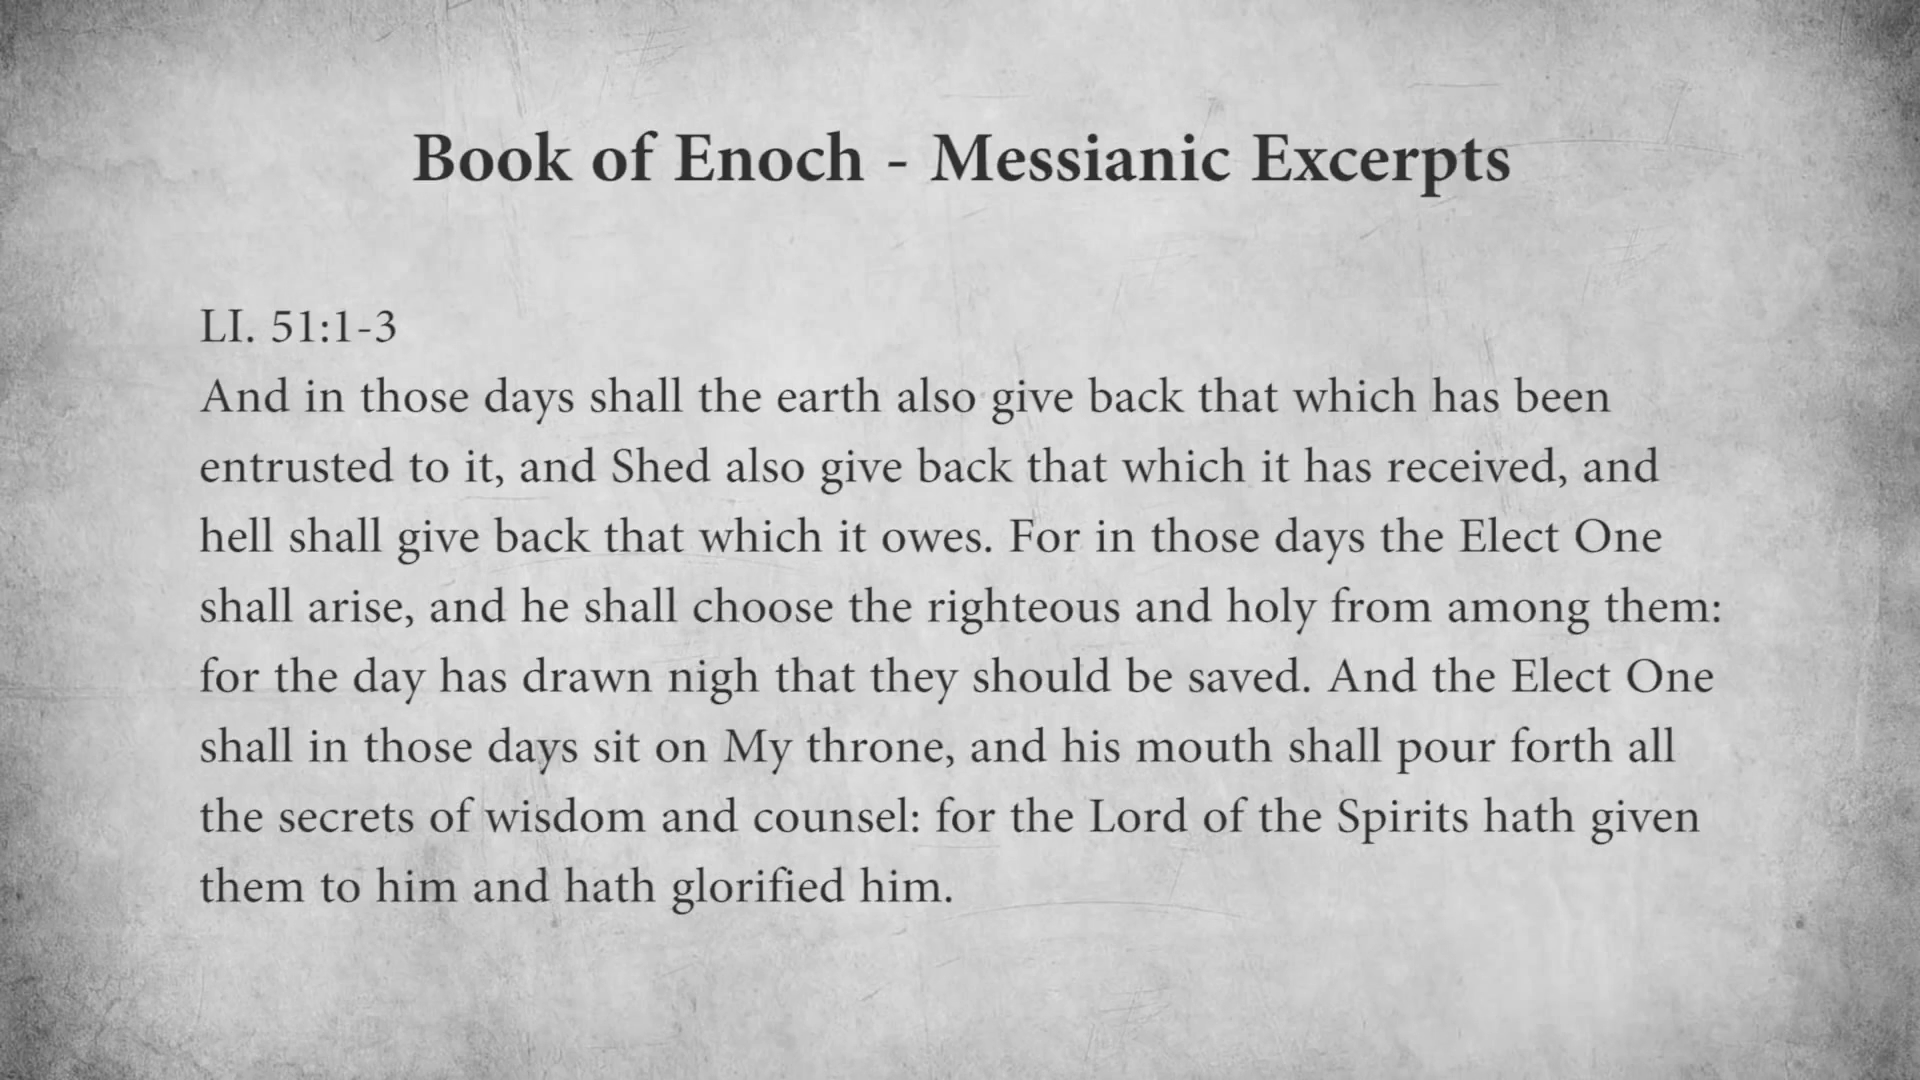 Book of Enoch - Messianic Excerpts
LI. 51:1-3
And in those days shall the earth also give back that which has been
entrusted to it, and Shed also give back that which it has received, and
hell shall give back that which it owes. For in those days the Elect One
shall arise, and he shall choose the righteous and holy from among them:
for the day has drawn nigh that they should be saved. And the Elect One
shall in those days sit on My throne, and his mouth shall pour forth all
the secrets of wisdom and counsel: for the Lord of the Spirits hath given
them to him and hath glorified him.